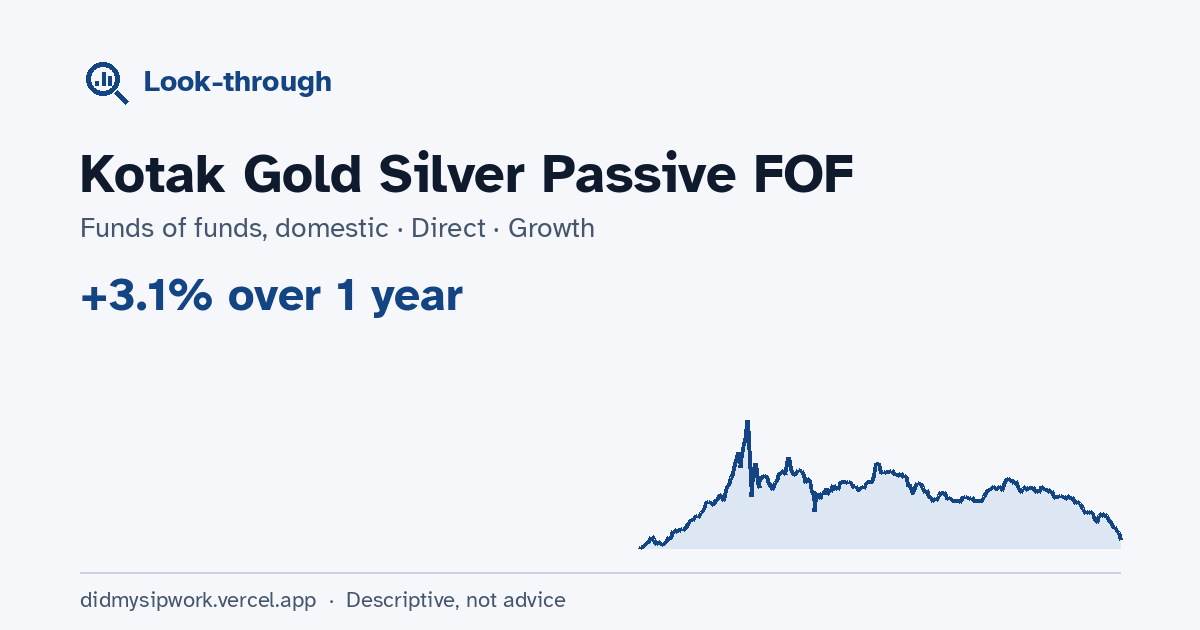 Look-through
Kotak Gold Silver Passive FOF
Funds of funds, domestic · Direct · Growth
+3.1% over 1 year
didmysipwork.vercel.app · Descriptive, not advice